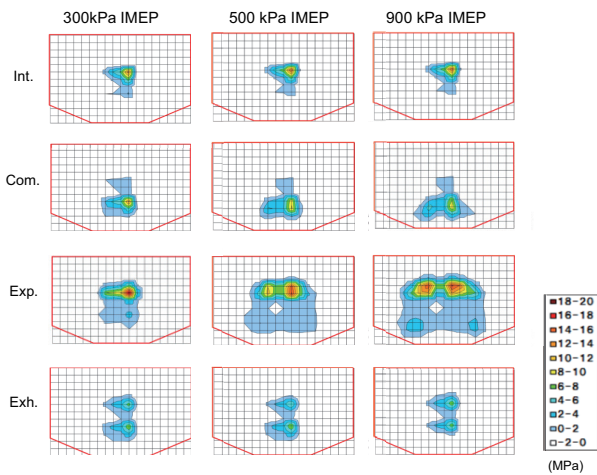 300kPa IMEP
500 kPa IMEP
900 kPa IMEP
Int.
Com.
Exp.
Exh.
18-20
16-18
14-16
12-14
10-12
8-10
6-8
4-6
2-4
0-2
-2-0
(MPa)